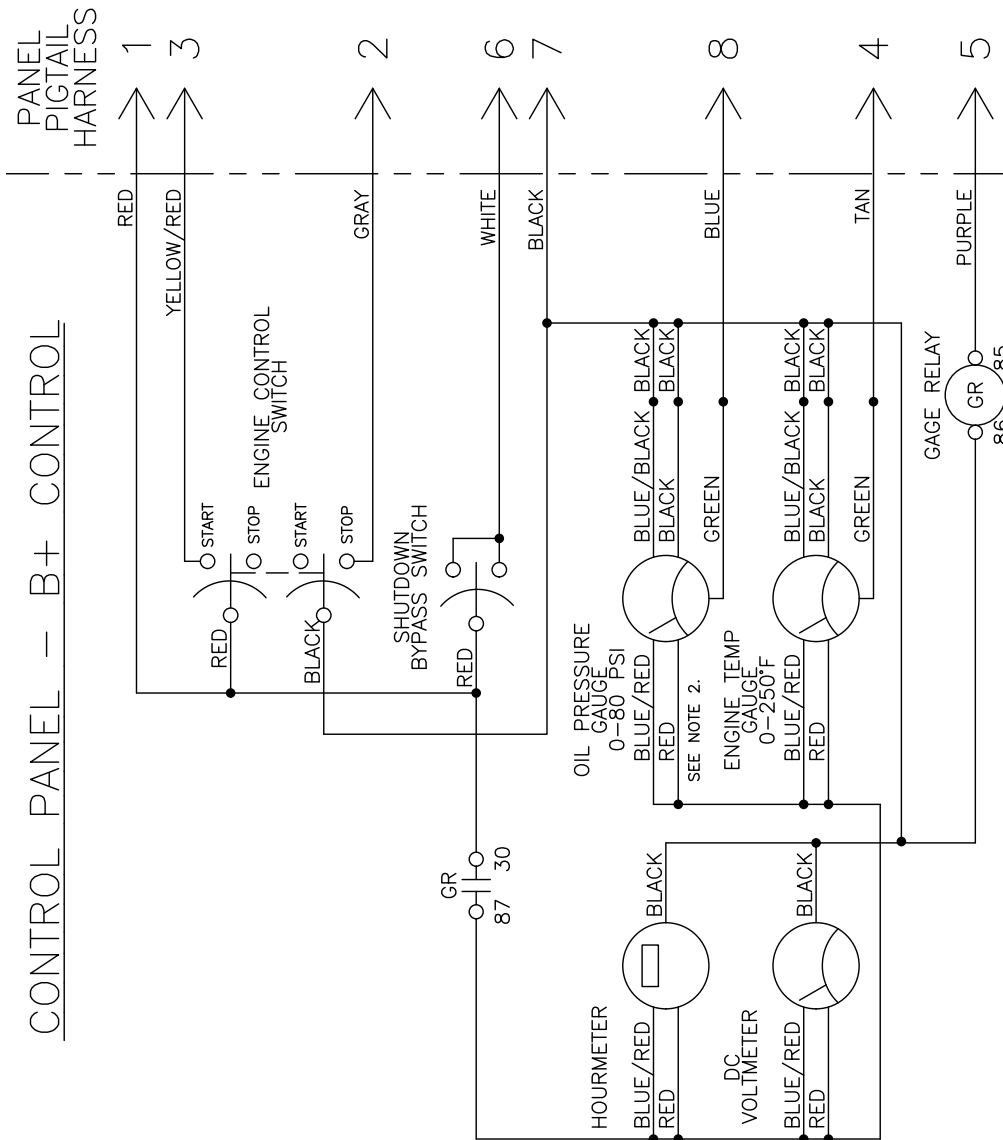 CONTROL PANEL - B+ CONTROL
PANEL
PIGTAIL
HARNESS
1
3
2
6
7
8
4
5
RED
YELLOW/RED
GRAY
WHITE
BLACK
BLUE
TAN
PURPLE
ENGINE CONTROL
SWITCH
START
STOP
START
STOP
RED
BLACK
SHUTDOWN
BYPASS SWITCH
RED
GR
30
87
OIL PRESSURE
GAUGE
0-80 PSI
BLUE/RED
RED
SEE NOTE 2.
BLUE/BLACK
BLACK
BLACK
BLACK
GREEN
ENGINE TEMP
GAUGE
0-250°F
BLUE/RED
RED
BLUE/BLACK
BLACK
BLACK
BLACK
GREEN
GAGE RELAY
GR
85
86
HOURMETER
BLUE/RED
RED
BLACK
DC
VOLTMETER
BLUE/RED
RED
BLACK